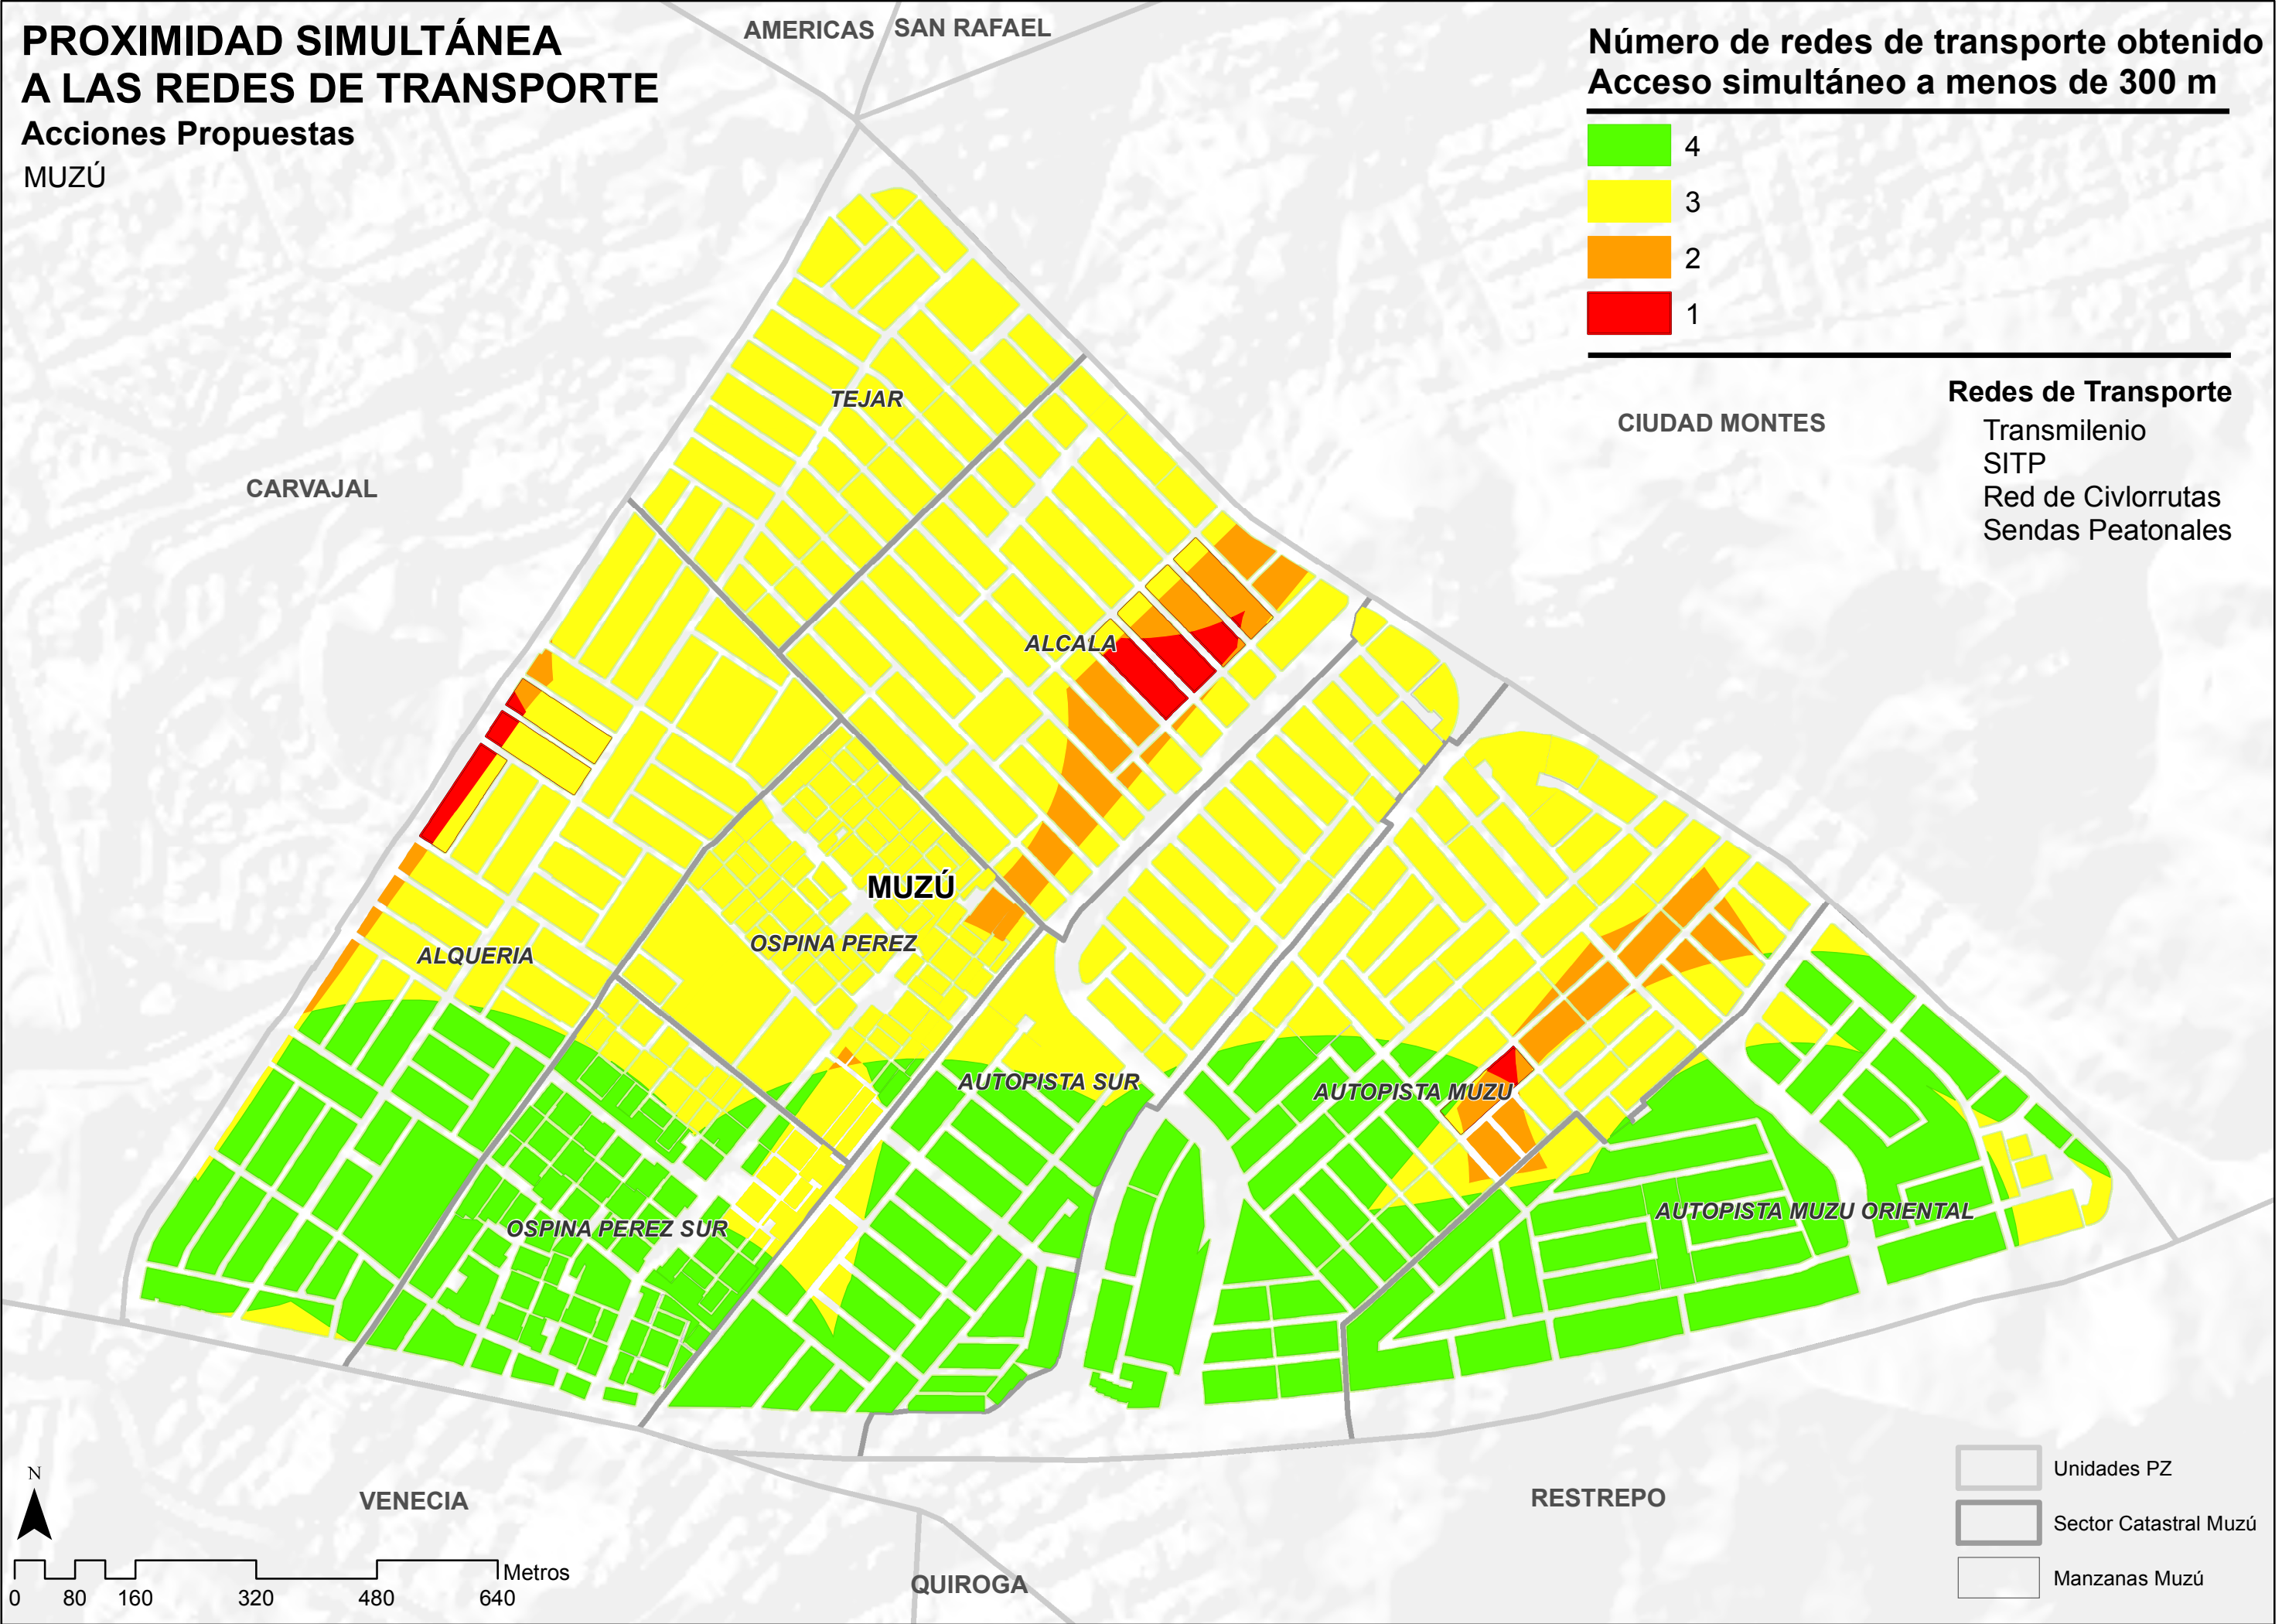 PROXIMIDAD SIMULTÁNEA
A LAS REDES DE TRANSPORTE
Acciones Propuestas
MUZÚ
AMERICAS
SAN RAFAEL
Número de redes de transporte obtenido
Acceso simultáneo a menos de 300 m
4
3
2
1
Redes de Transporte
Transmilenio
SITP
Red de Civlorrutas
Sendas Peatonales
CIUDAD MONTES
CARVAJAL
TEJAR
ALCALA
MUZÚ
OSPINA PEREZ
ALQUERIA
AUTOPISTA SUR
AUTOPISTA MUZU
OSPINA PEREZ SUR
AUTOPISTA MUZU ORIENTAL
VENECIA
RESTREPO
QUIROGA
N
Metros
0 80 160 320 480 640
Unidades PZ
Sector Catastral Muzú
Manzanas Muzú